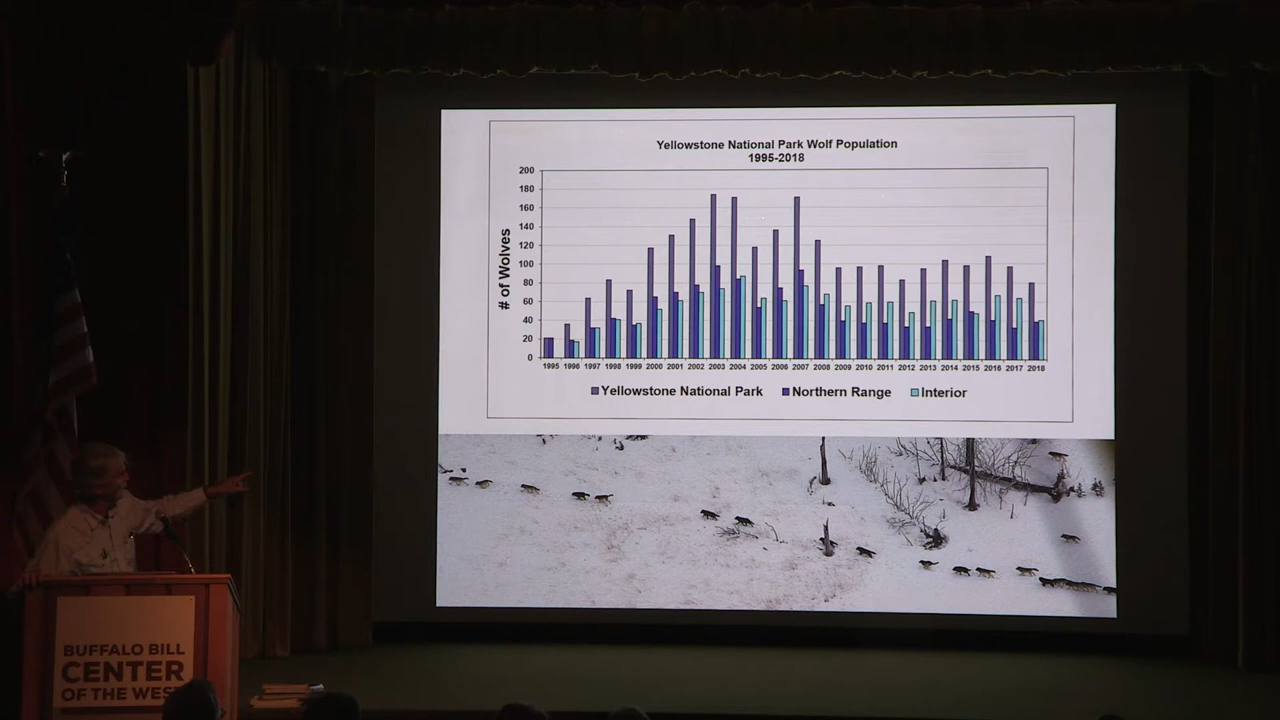 Yellowstone National Park Wolf Population
1995-2018
# of Wolves
200
180
160
140
120
100
80
60
40
20
0
1995 1996 1997 1998 1999 2000 2001 2002 2003 2004 2005 2006 2007 2008 2009 2010 2011 2012 2013 2014 2015 2016 2017 2018
Yellowstone National Park Northern Range Interior
BUFFALO BILL
CENTER
OF THE WEST